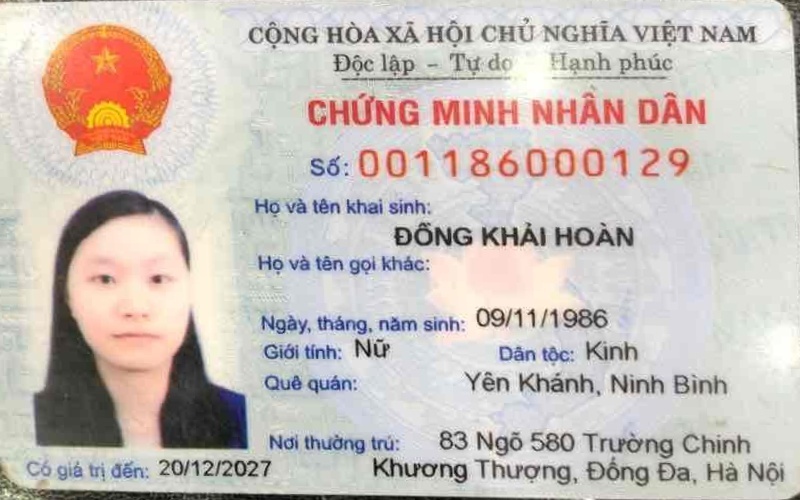 CỘNG HÒA XÃ HỘI CHỦ NGHĨA VIỆT NAM
Độc lập - Tự do Hạnh phúc
CHỨNG MINH NHÂN DÂN
Số: 001186000129
Họ và tên khai sinh:
ĐỒNG KHẢI HOÀN
Họ và tên gọi khác:
Ngày, tháng, năm sinh: 09/11/1986
Giới tính: Nữ Dân tộc: Kinh
Quê quán: Yên Khánh, Ninh Bình
Nơi thường trú: 83 Ngõ 580 Trường Chinh
Khương Thượng, Đống Đa, Hà Nội
Có giá trị đến: 20/12/2027